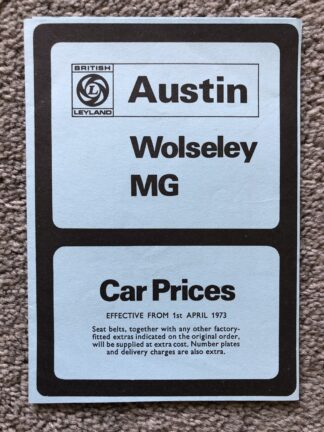 BRITISH
L
LEYLAND
Austin
Wolseley
MG
Car Prices
EFFECTIVE FROM 1st APRIL 1973
Seat belts, together with any other factory-
fitted extras indicated on the original order,
will be supplied at extra cost. Number plates
and delivery charges are also extra.